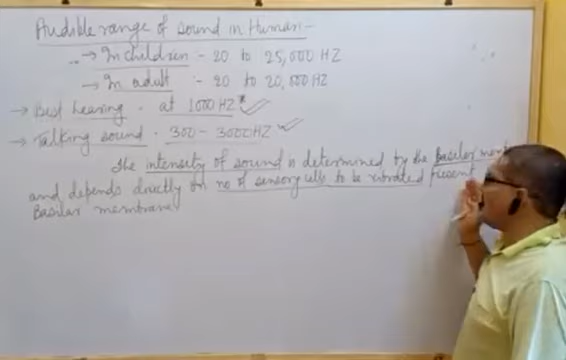 Audible range of sound in Human:-
→ In children :- 20 to 25,000 HZ
→ In adult :- 20 to 20,000 HZ
→ Best hearing - at 1000 HZ*
→ Talking sound - 300 - 3000 HZ
The intensity of sound is determined by the Basilar
and depends directly on no of sensory cells to be vibrated present
Basilar membrane